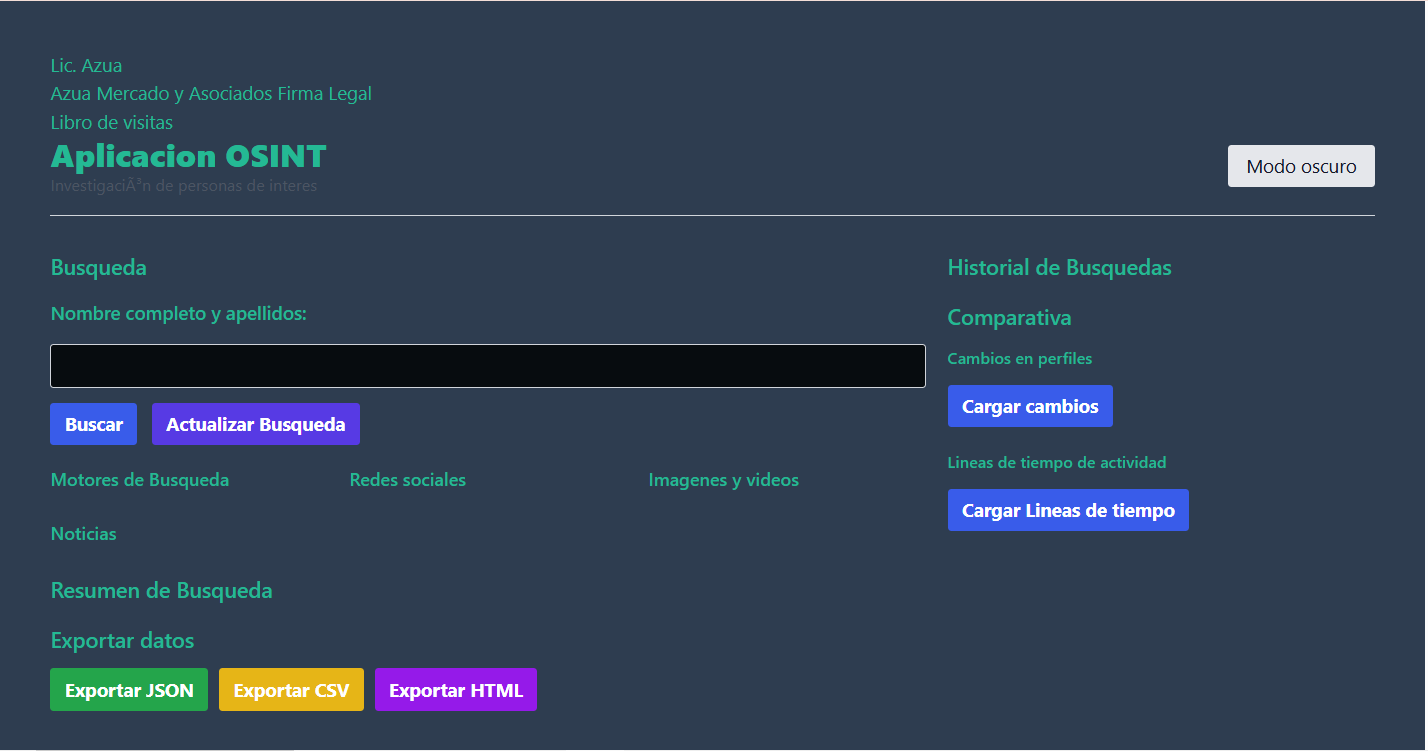 Lic. Azua
Azua Mercado y Asociados Firma Legal
Libro de visitas
Aplicacion OSINT
InvestigaciÃ³n de personas de interes
Modo oscuro
Busqueda
Nombre completo y apellidos:
Buscar
Actualizar Busqueda
Motores de Busqueda
Redes sociales
Imagenes y videos
Noticias
Resumen de Busqueda
Exportar datos
Exportar JSON
Exportar CSV
Exportar HTML
Historial de Busquedas
Comparativa
Cambios en perfiles
Cargar cambios
Lineas de tiempo de actividad
Cargar Lineas de tiempo